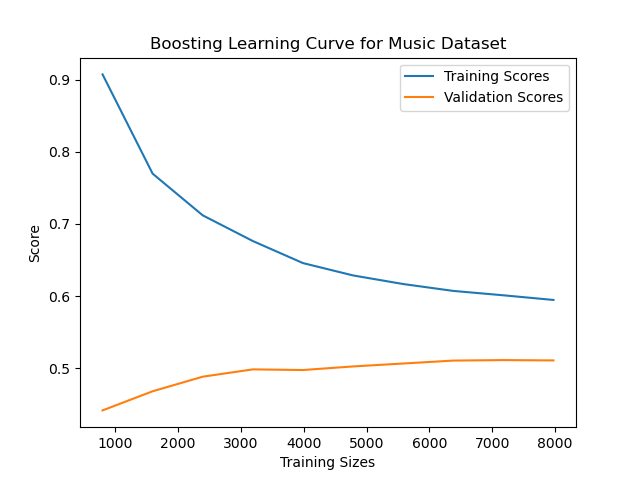 Boosting Learning Curve for Music Dataset
Training Scores
Validation Scores
0.9
0.8
0.7
0.6
0.5
Score
1000 2000 3000 4000 5000 6000 7000 8000
Training Sizes